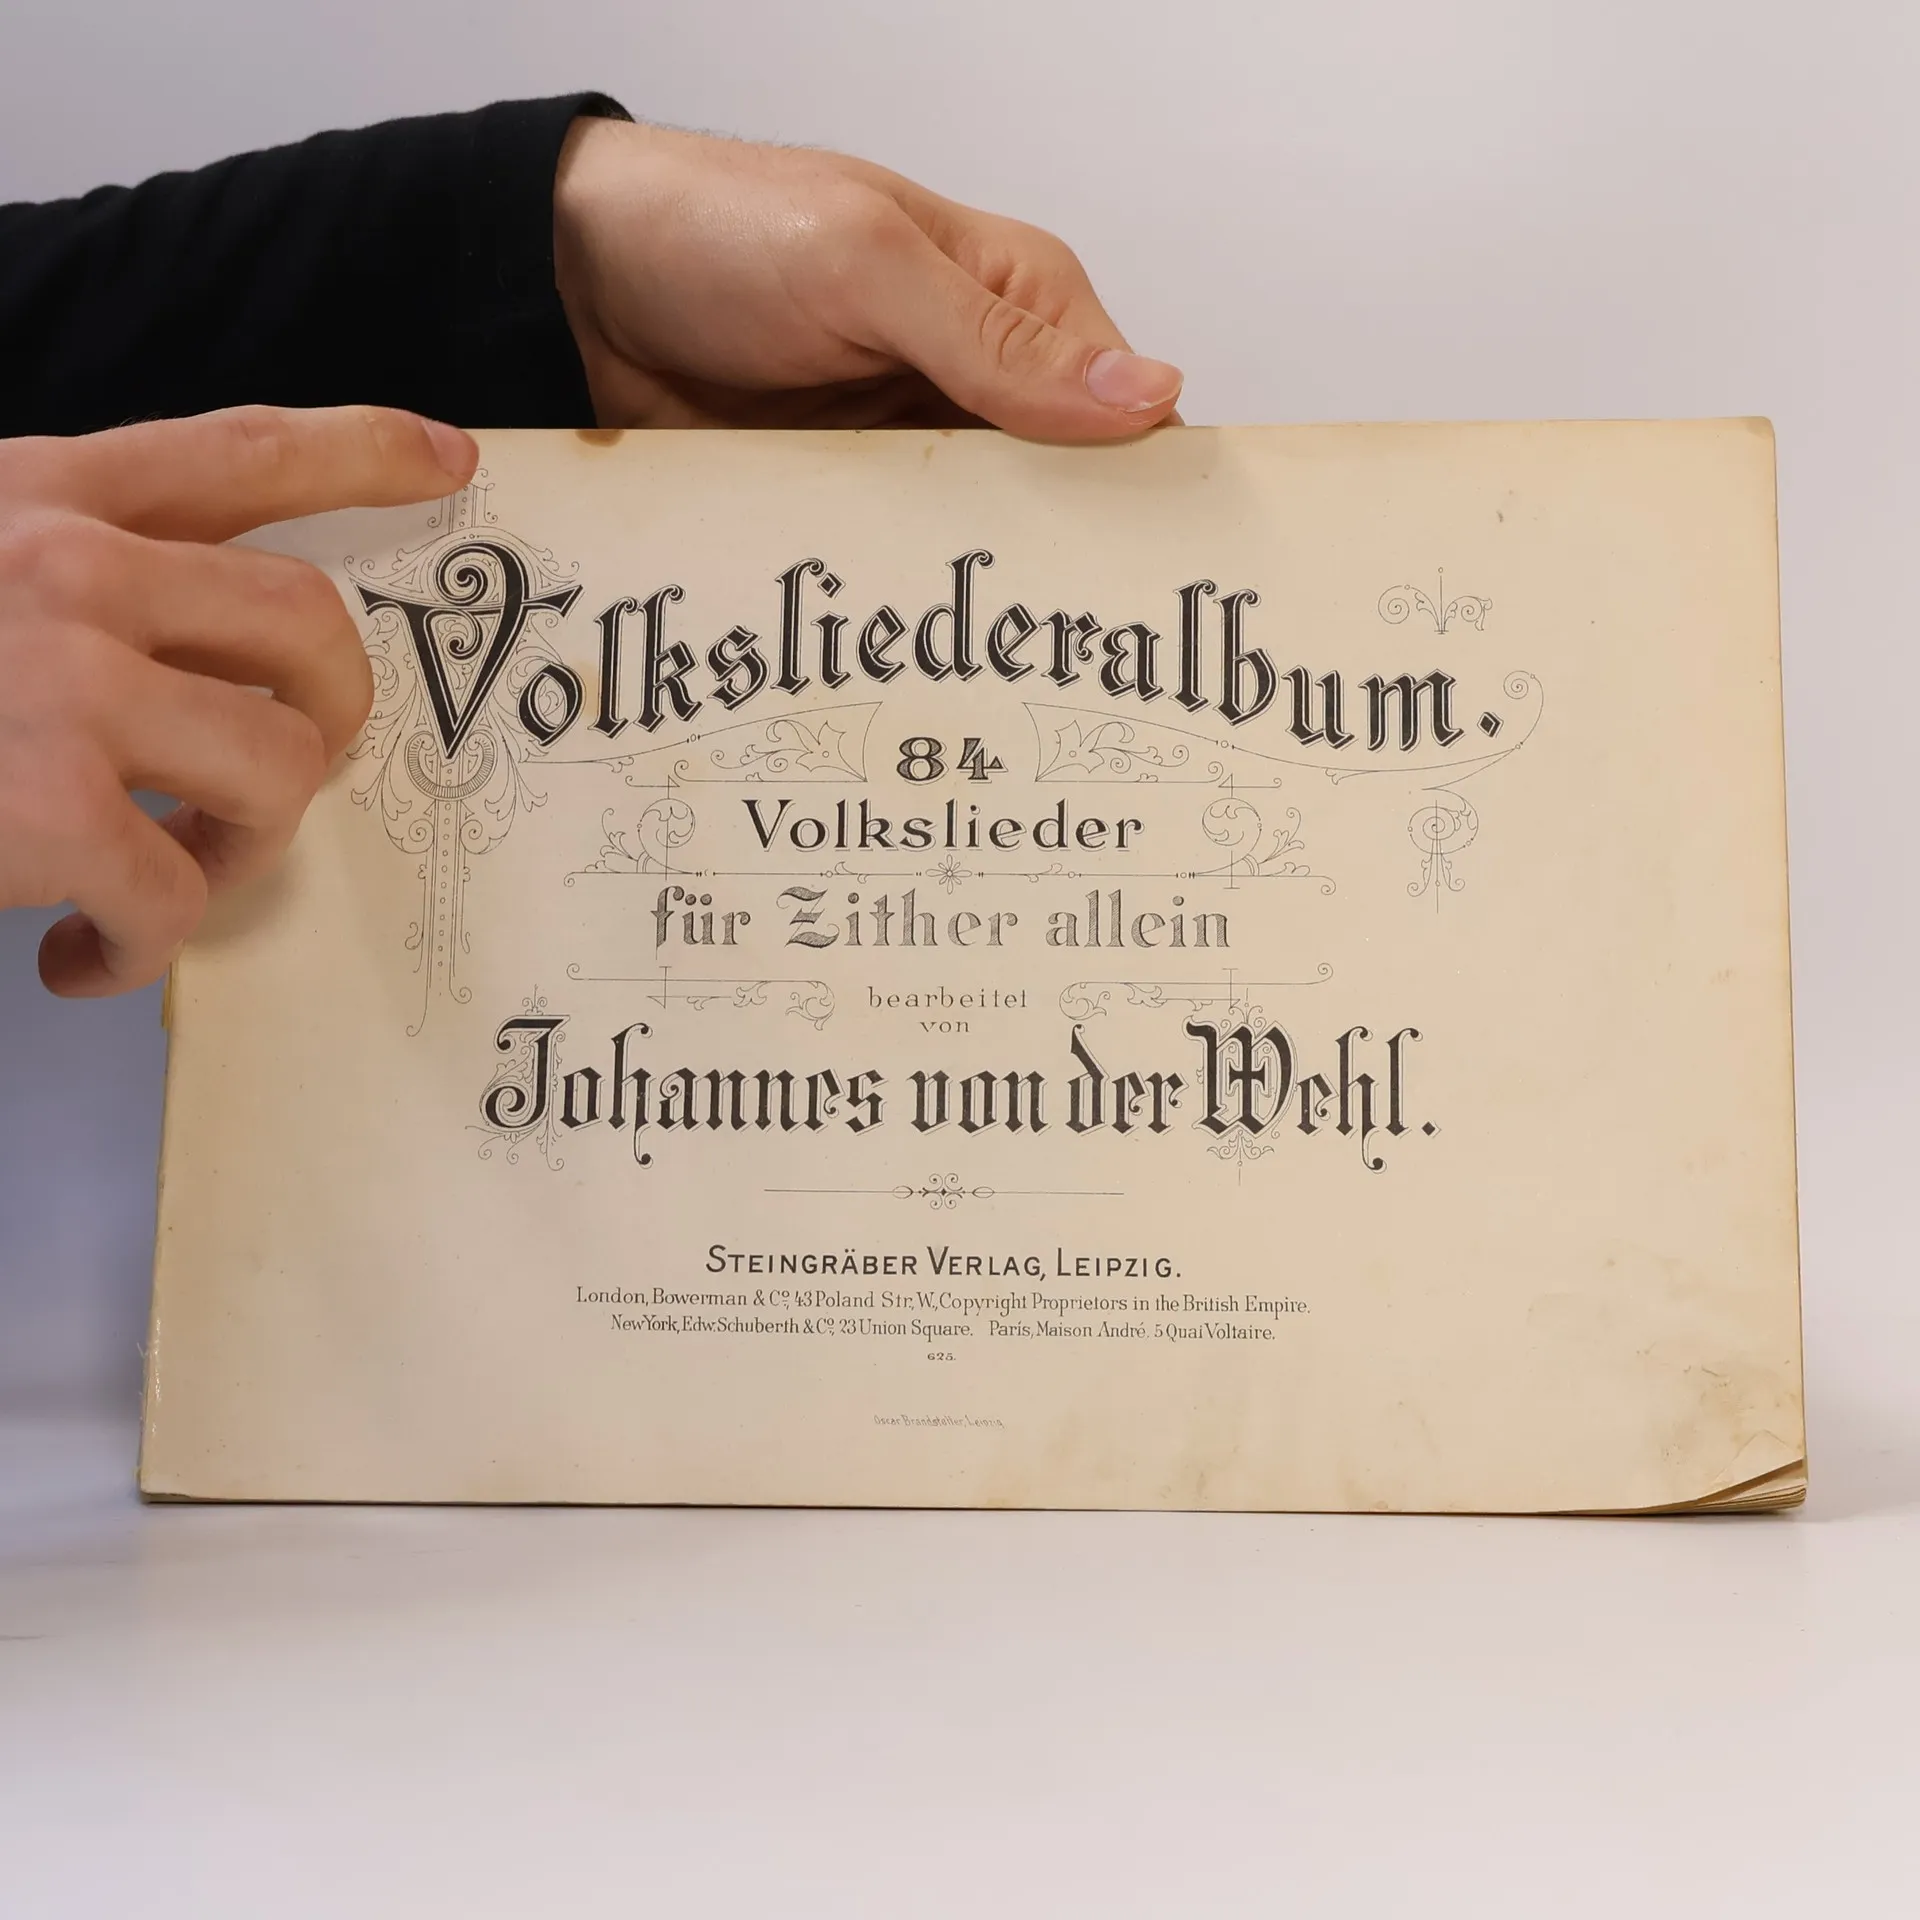 Volksliederalbum.
84
Volkslieder
für Zither allein
bearbeitet
von
Johannes von der Wehl.
STEINGRÄBER VERLAG, LEIPZIG.
London, Bowerman & Cº, 43 Poland Str, W., Copyright Proprietors in the British Empire.
New York, Edw. Schuberth & Cº, 23 Union Square. Paris, Maison André. 5 Quai Voltaire.
625.
Oscar Brandstetter, Leipzig.